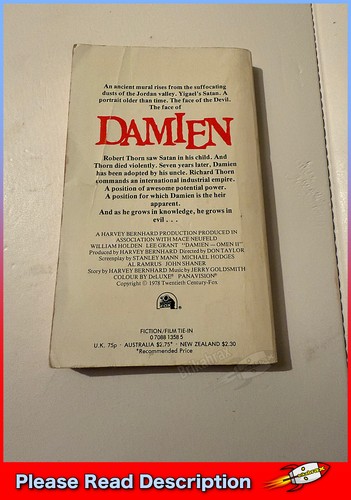 An ancient mural rises from the suffocating
dusts of the Jordan valley. Yigael's Satan. A
portrait older than time. The face of the Devil.
The face of
DAMIEN
Robert Thorn saw Satan in his child. And
Thorn died violently. Seven years later, Damien
has been adopted by his uncle. Richard Thorn
commands an international industrial empire.
A position of awesome potential power.
A position for which Damien is the heir
apparent.
And as he grows in knowledge, he grows in
evil . . .
A HARVEY BERNHARD PRODUCTION PRODUCED IN
ASSOCIATION WITH MACE NEUFELD
WILLIAM HOLDEN LEE GRANT "DAMIEN—OMEN II"
Produced by HARVEY BERNHARD Directed by DON TAYLOR
Screenplay by STANLEY MANN MICHAEL HODGES
AL RAMRUS JOHN SHANER
Story by HARVEY BERNHARD Music by JERRY GOLDSMITH
COLOUR BY DeLUXE® PANAVISION®
Copyright © 1978 Twentieth Century-Fox
FICTION/FILM TIE-IN
0 7088 1358 5
U.K. 75p · AUSTRALIA $2.75* · NEW ZEALAND $2.30
*Recommended Price
Please Read Description